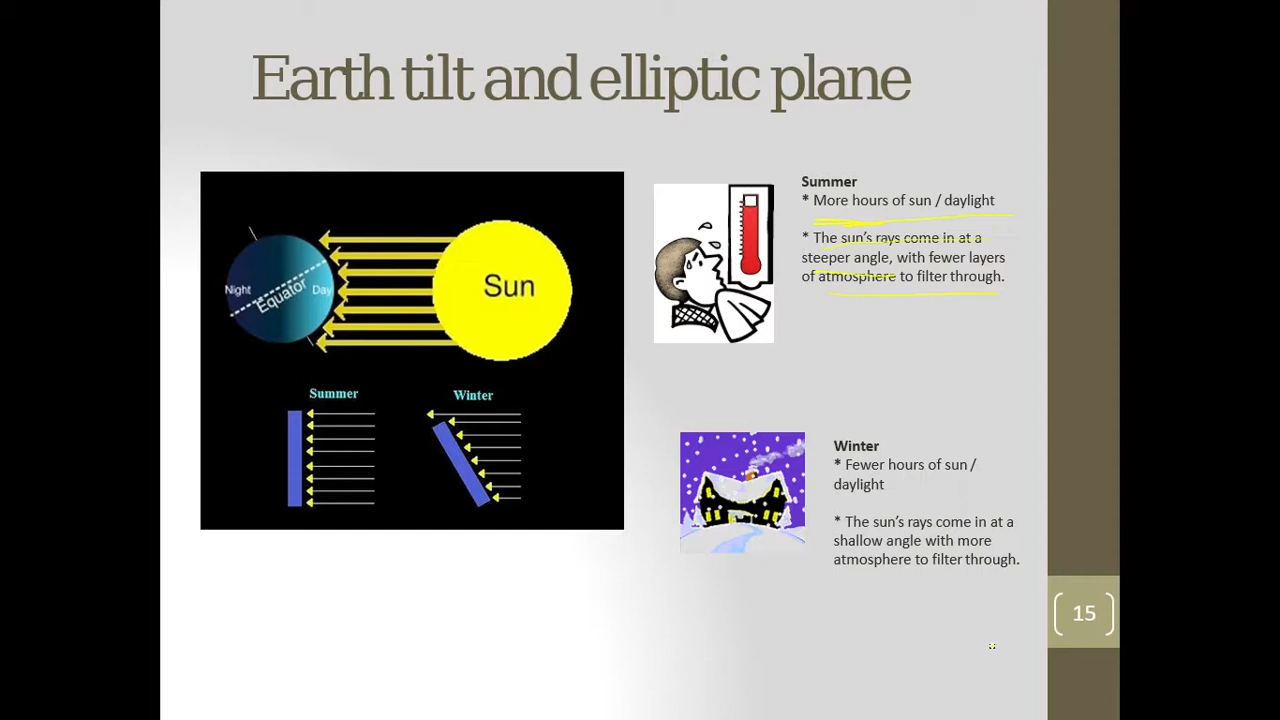 Earth tilt and elliptic plane
Night
Equator
Day
Sun
Summer
Winter
Summer
* More hours of sun / daylight
* The sun's rays come in at a
steeper angle, with fewer layers
of atmosphere to filter through.
Winter
* Fewer hours of sun /
daylight
* The sun's rays come in at a
shallow angle with more
atmosphere to filter through.
15